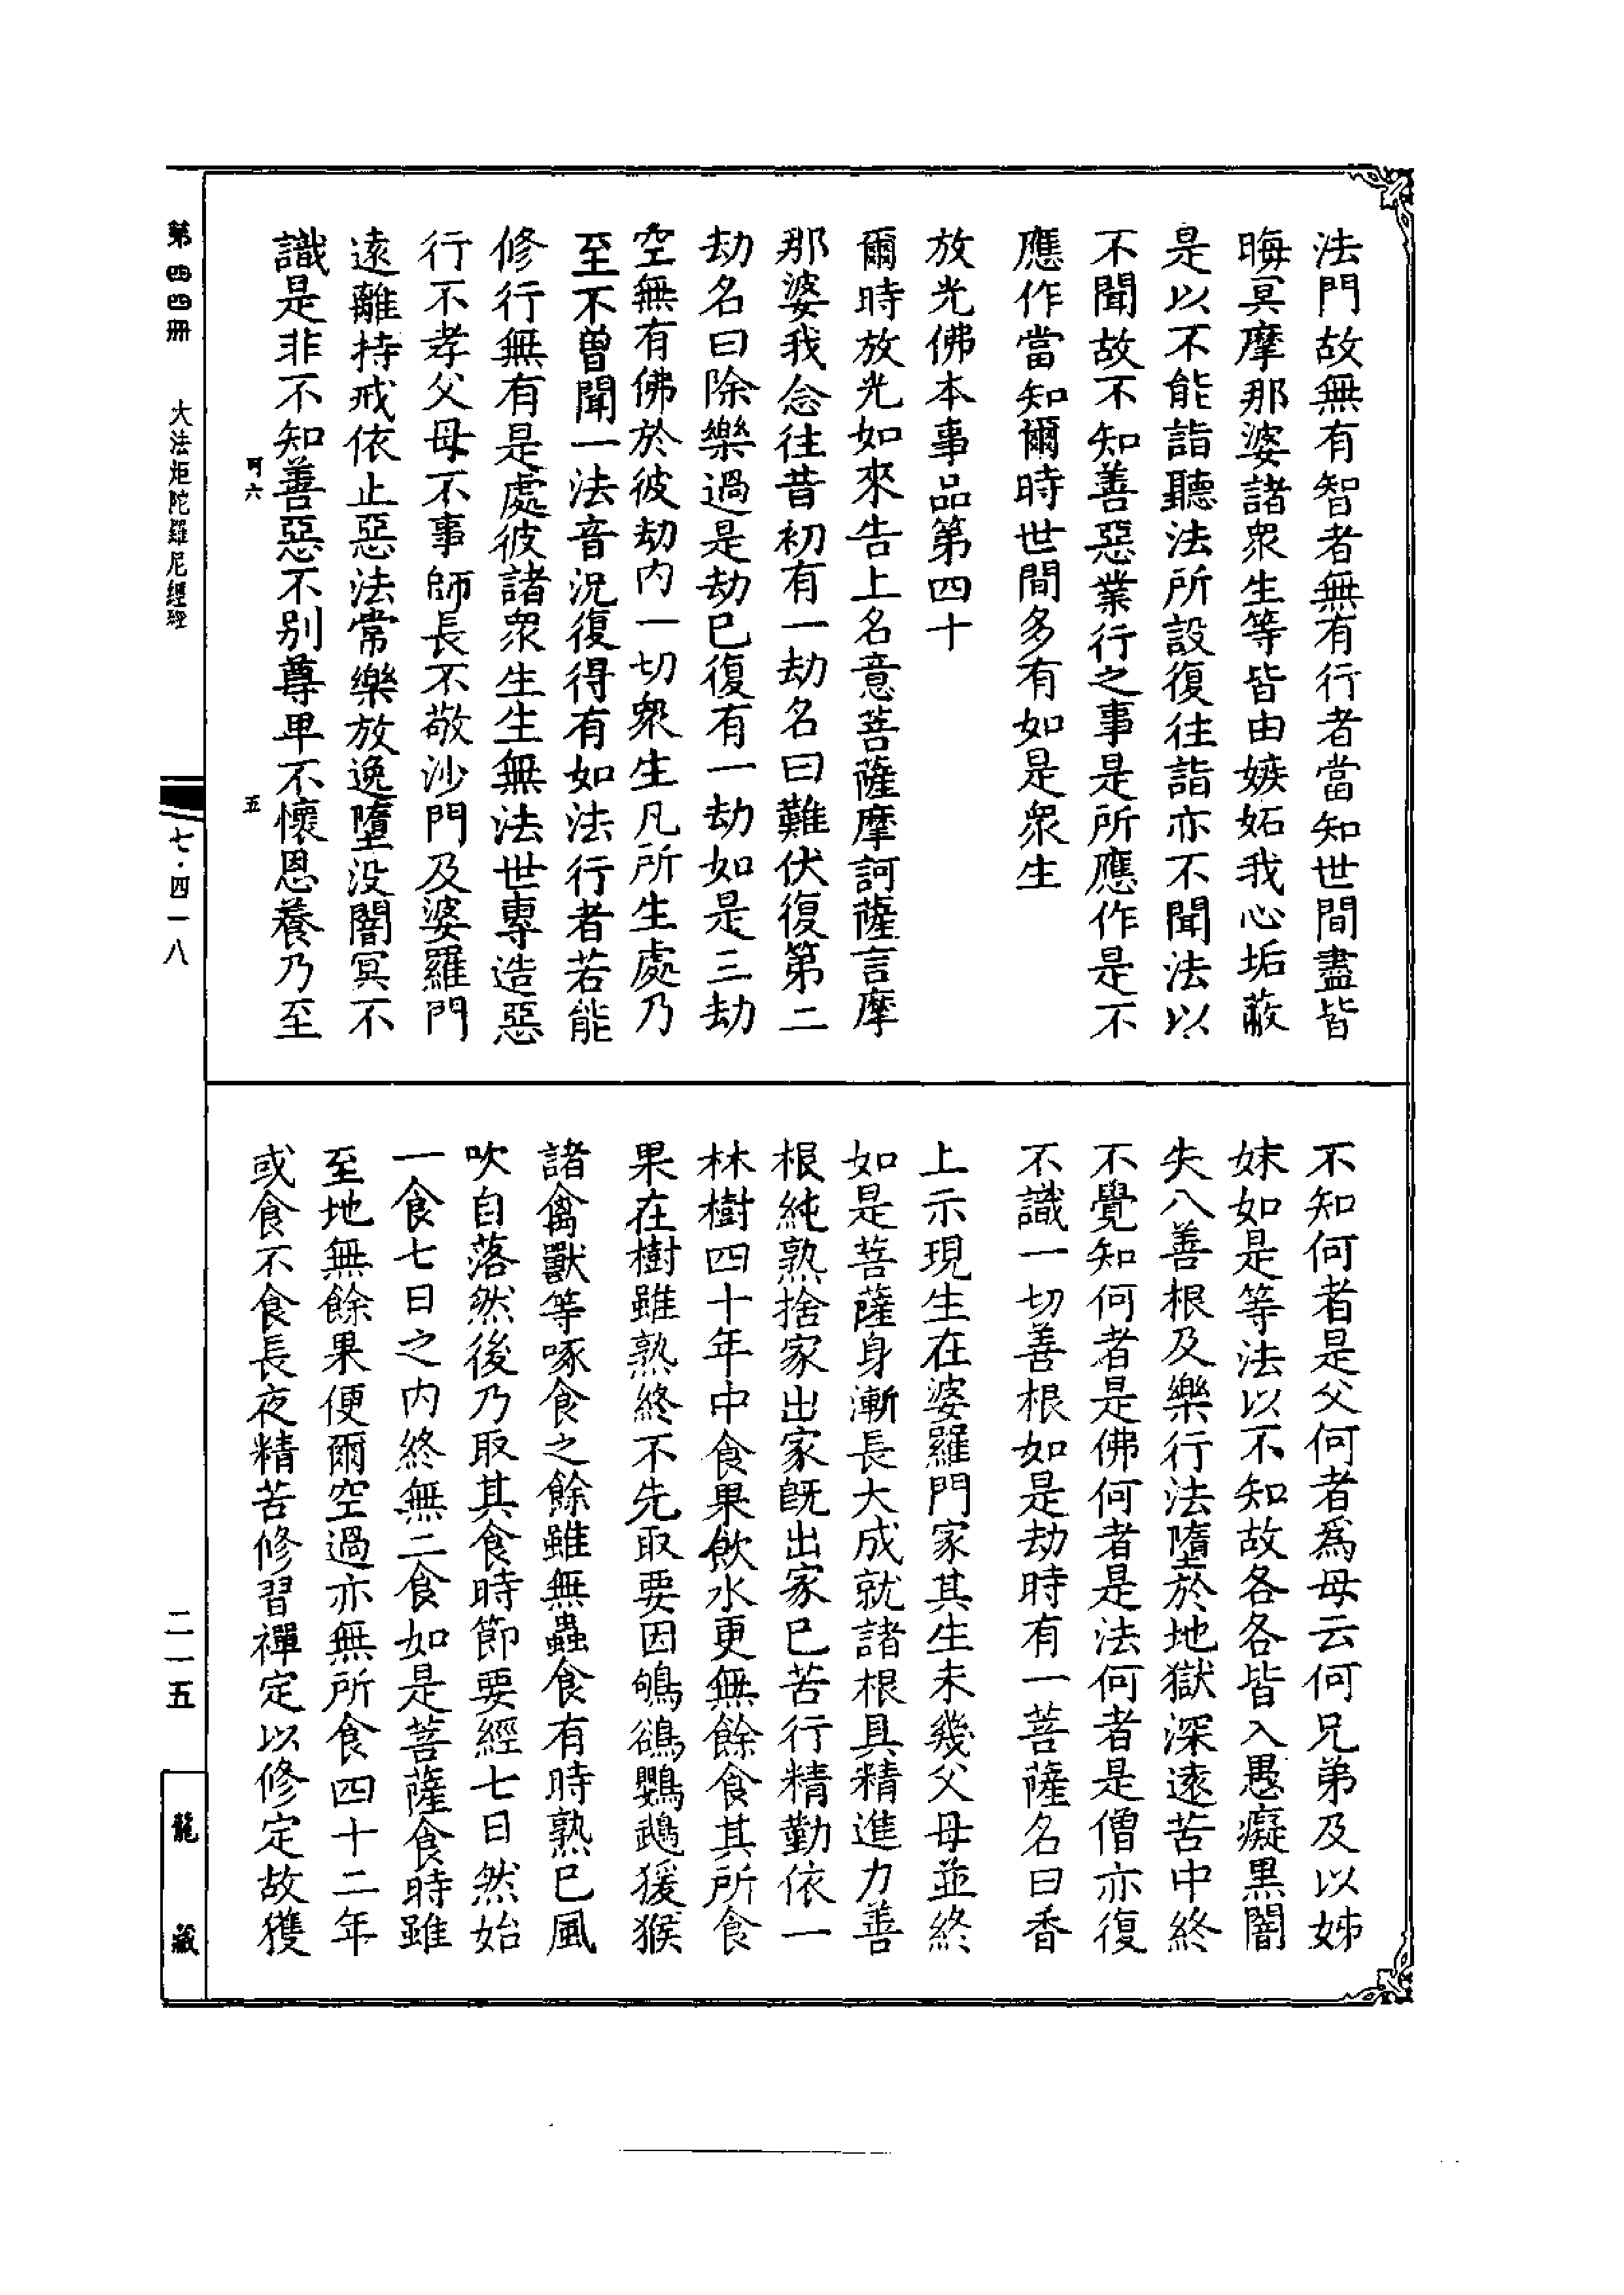 法門故無有智者無有行者當知世間盡皆
晦冥摩那婆諸衆生等皆由嫉妬我心垢蔽
是以不能詣聽法所設復往詣亦不聞法以
不聞故不知善惡業行之事是所應作是不
應作當知爾時世間多有如是衆生
放光佛本事品第四十
爾時放光如來告上名意菩薩摩訶薩言摩
那婆我念往昔初有一劫名曰難伏復第二
劫名曰除樂過是劫已復有一劫如是三劫
空無有佛於彼劫内一切衆生凡所生處乃
至不曾聞一法音況復得有如法行者若能
修行無有是處彼諸衆生生無法世專造惡
行不孝父母不事師長不敬沙門及婆羅門
遠離持戒依止惡法常樂放逸墮没闇冥不
識是非不知善惡不别尊卑不懷恩養乃至
可六 五
不知何者是父何者爲母云何兄弟及以姊
妹如是等法以不知故各各皆入愚癡黒闇
失八善根及樂行法墮於地獄深遠苦中終
不覺知何者是佛何者是法何者是僧亦復
不識一切善根如是劫時有一菩薩名曰香
上示現生在婆羅門家其生未幾父母並終
如是菩薩身漸長大成就諸根具精進力善
根純熟捨家出家既出家已苦行精勤依一
林樹四十年中食果飲水更無餘食其所食
果在樹雖熟終不先取要因鴝鵒鸚鵡猨猴
諸禽獸等啄食之餘雖無蟲食有時熟已風
吹自落然後乃取其食時節要經七日然始
一食七日之内終無二食如是菩薩食時雖
至地無餘果便爾空過亦無所食四十二年
或食不食長夜精苦修習禪定以修定故獲
第四四冊 大法炬陀羅尼經 七·四一八 二一五 龍藏